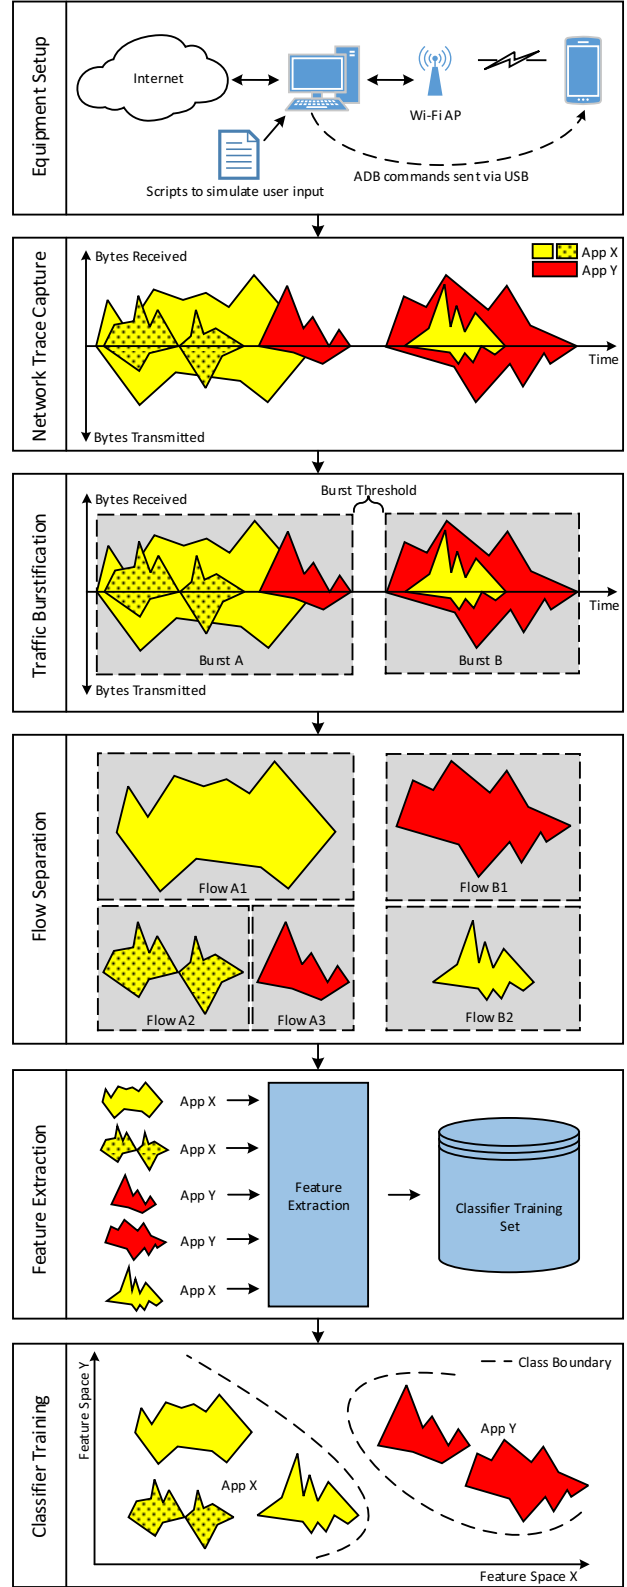 Equipment Setup
Internet
Wi-Fi AP
Scripts to simulate user input
ADB commands sent via USB
Network Trace Capture
Bytes Received
App X
App Y
Time
Bytes Transmitted
Traffic Burstification
Burst Threshold
Bytes Received
Time
Burst A
Burst B
Bytes Transmitted
Flow Separation
Flow A1
Flow B1
Flow A2
Flow A3
Flow B2
Feature Extraction
App X
App X
App Y
App Y
App X
Feature
Extraction
Classifier Training
Set
Classifier Training
Feature Space Y
Class Boundary
App Y
App X
Feature Space X